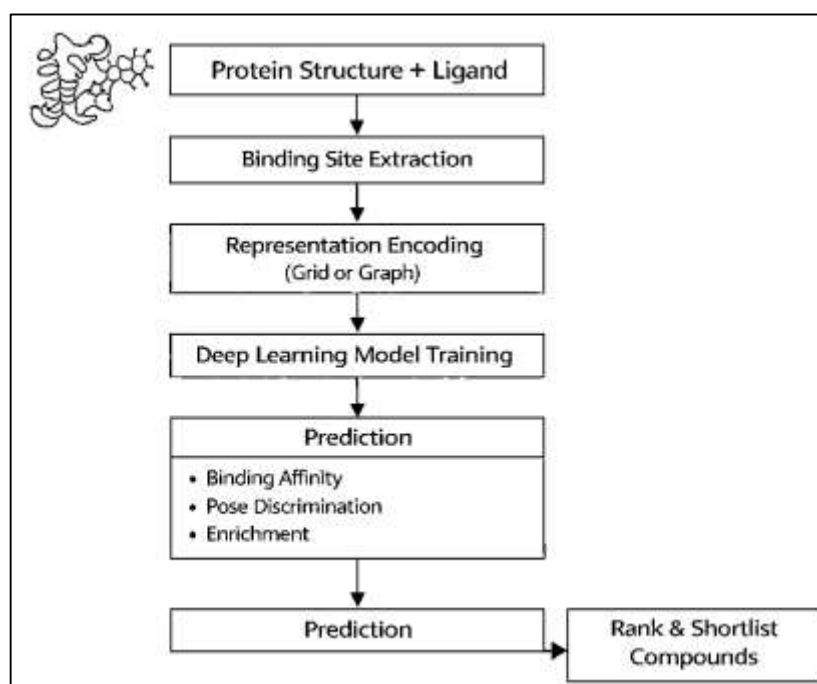 Protein Structure + Ligand
Binding Site Extraction
Representation Encoding
(Grid or Graph)
Deep Learning Model Training
Prediction
• Binding Affinity
• Pose Discrimination
• Enrichment
Prediction
Rank & Shortlist
Compounds